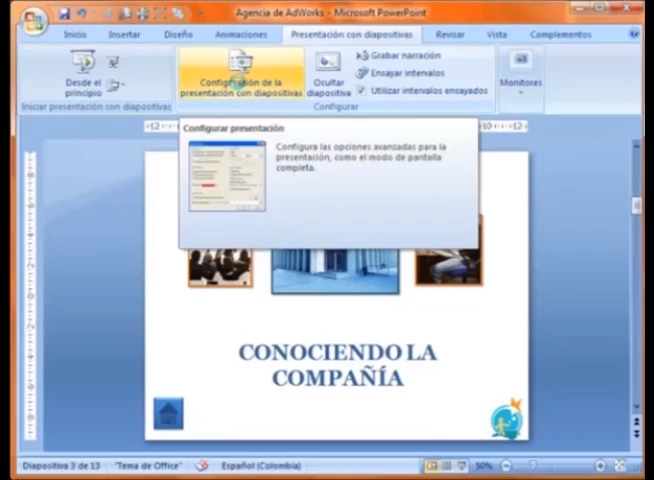 Agencia de AdWorks - Microsoft PowerPoint
Inicio Insertar Diseño Animaciones Presentación con diapositivas Revisar Vista Complementos
Desde el
principio
Iniciar presentación con diapositivas
Configuración de la
presentación con diapositivas
Ocultar
diapositiva
Grabar narración
Ensayar intervalos
Utilizar intervalos ensayados
Configurar
Monitores
Configurar presentación
Configura las opciones avanzadas para la
presentación, como el modo de pantalla
completa.
CONOCIENDO LA
COMPAÑÍA
Diapositiva 3 de 13 "Tema de Office" Español (Colombia) 50%